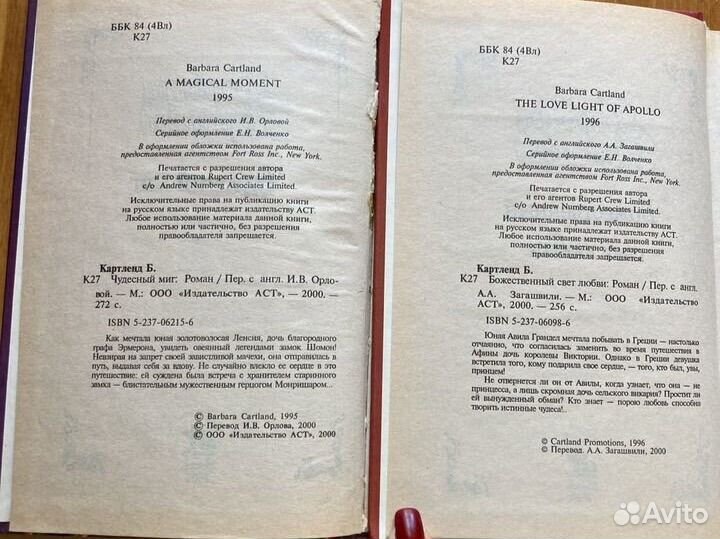 ББК 84 (4Вл)
К27
Barbara Cartland
A MAGICAL MOMENT
1995
Перевод с английского И.В. Орловой
Серийное оформление Е.Н. Волченко
В оформлении обложки использована работа,
предоставленная агентством Fort Ross Inc., New York.
Печатается с разрешения автора
и его агентов Rupert Crew Limited
c/o Andrew Nurnberg Associates Limited.
Исключительные права на публикацию книги
на русском языке принадлежат издательству АСТ.
Любое использование материала данной книги,
полностью или частично, без разрешения
правообладателя запрещается.
Картленд Б.
К27 Чудесный миг: Роман / Пер. с англ. И.В. Орло-
вой. — М.: ООО «Издательство АСТ», — 2000. —
272 с.
ISBN 5-237-06215-6
Как мечтала юная золотоволосая Ленсия, дочь благородного
графа Эрмерона, увидеть овеянный легендами замок Шомон!
Невзирая на запрет своей завистливой мачехи, она отправилась в
путь, выдавая себя за вдову. Не случайно влекло ее сердце в это
путешествие: ей суждена была встреча с хранителем старинного
замка — блистательным мужественным герцогом Монришаром...
© Barbara Cartland, 1995
© Перевод И.В. Орлова, 2000
© ООО «Издательство АСТ», 2000
ББК 84 (4Вл)
К27
Barbara Cartland
THE LOVE LIGHT OF APOLLO
1996
Перевод с английского А.А. Загашвили
Серийное оформление Е.Н. Волченко
В оформлении обложки использована работа,
предоставленная агентством Fort Ross Inc., New York.
Печатается с разрешения автора
и его агентов Rupert Crew Limited
c/o Andrew Nurnberg Associates Limited.
Исключительные права на публикацию книги
на русском языке принадлежат издательству АСТ.
Любое использование материала данной книги,
полностью или частично, без разрешения
правообладателя запрещается.
Картленд Б.
К27 Божественный свет любви: Роман / Пер. с англ.
А.А. Загашвили. — М.: ООО «Издательство
АСТ», — 2000. — 256 с.
ISBN 5-237-06098-6
Юная Авила Грандел мечтала побывать в Греции — настолько
отчаянно, что согласилась заменить во время путешествия в
Афины дочь королевы Виктории. Однако в Греции девушка
встретила того, кому подарила свое сердце, — того, кто был, увы,
принцем!
Не отвернется ли он от Авилы, когда узнает, что она — не
принцесса, а лишь скромная дочь сельского викария? Простит ли
ей вынужденный обман? Кто знает — порою любовь способна
творить истинные чудеса!..
© Cartland Promotions, 1996
© Перевод. А.А. Загашвили, 2000
Avito